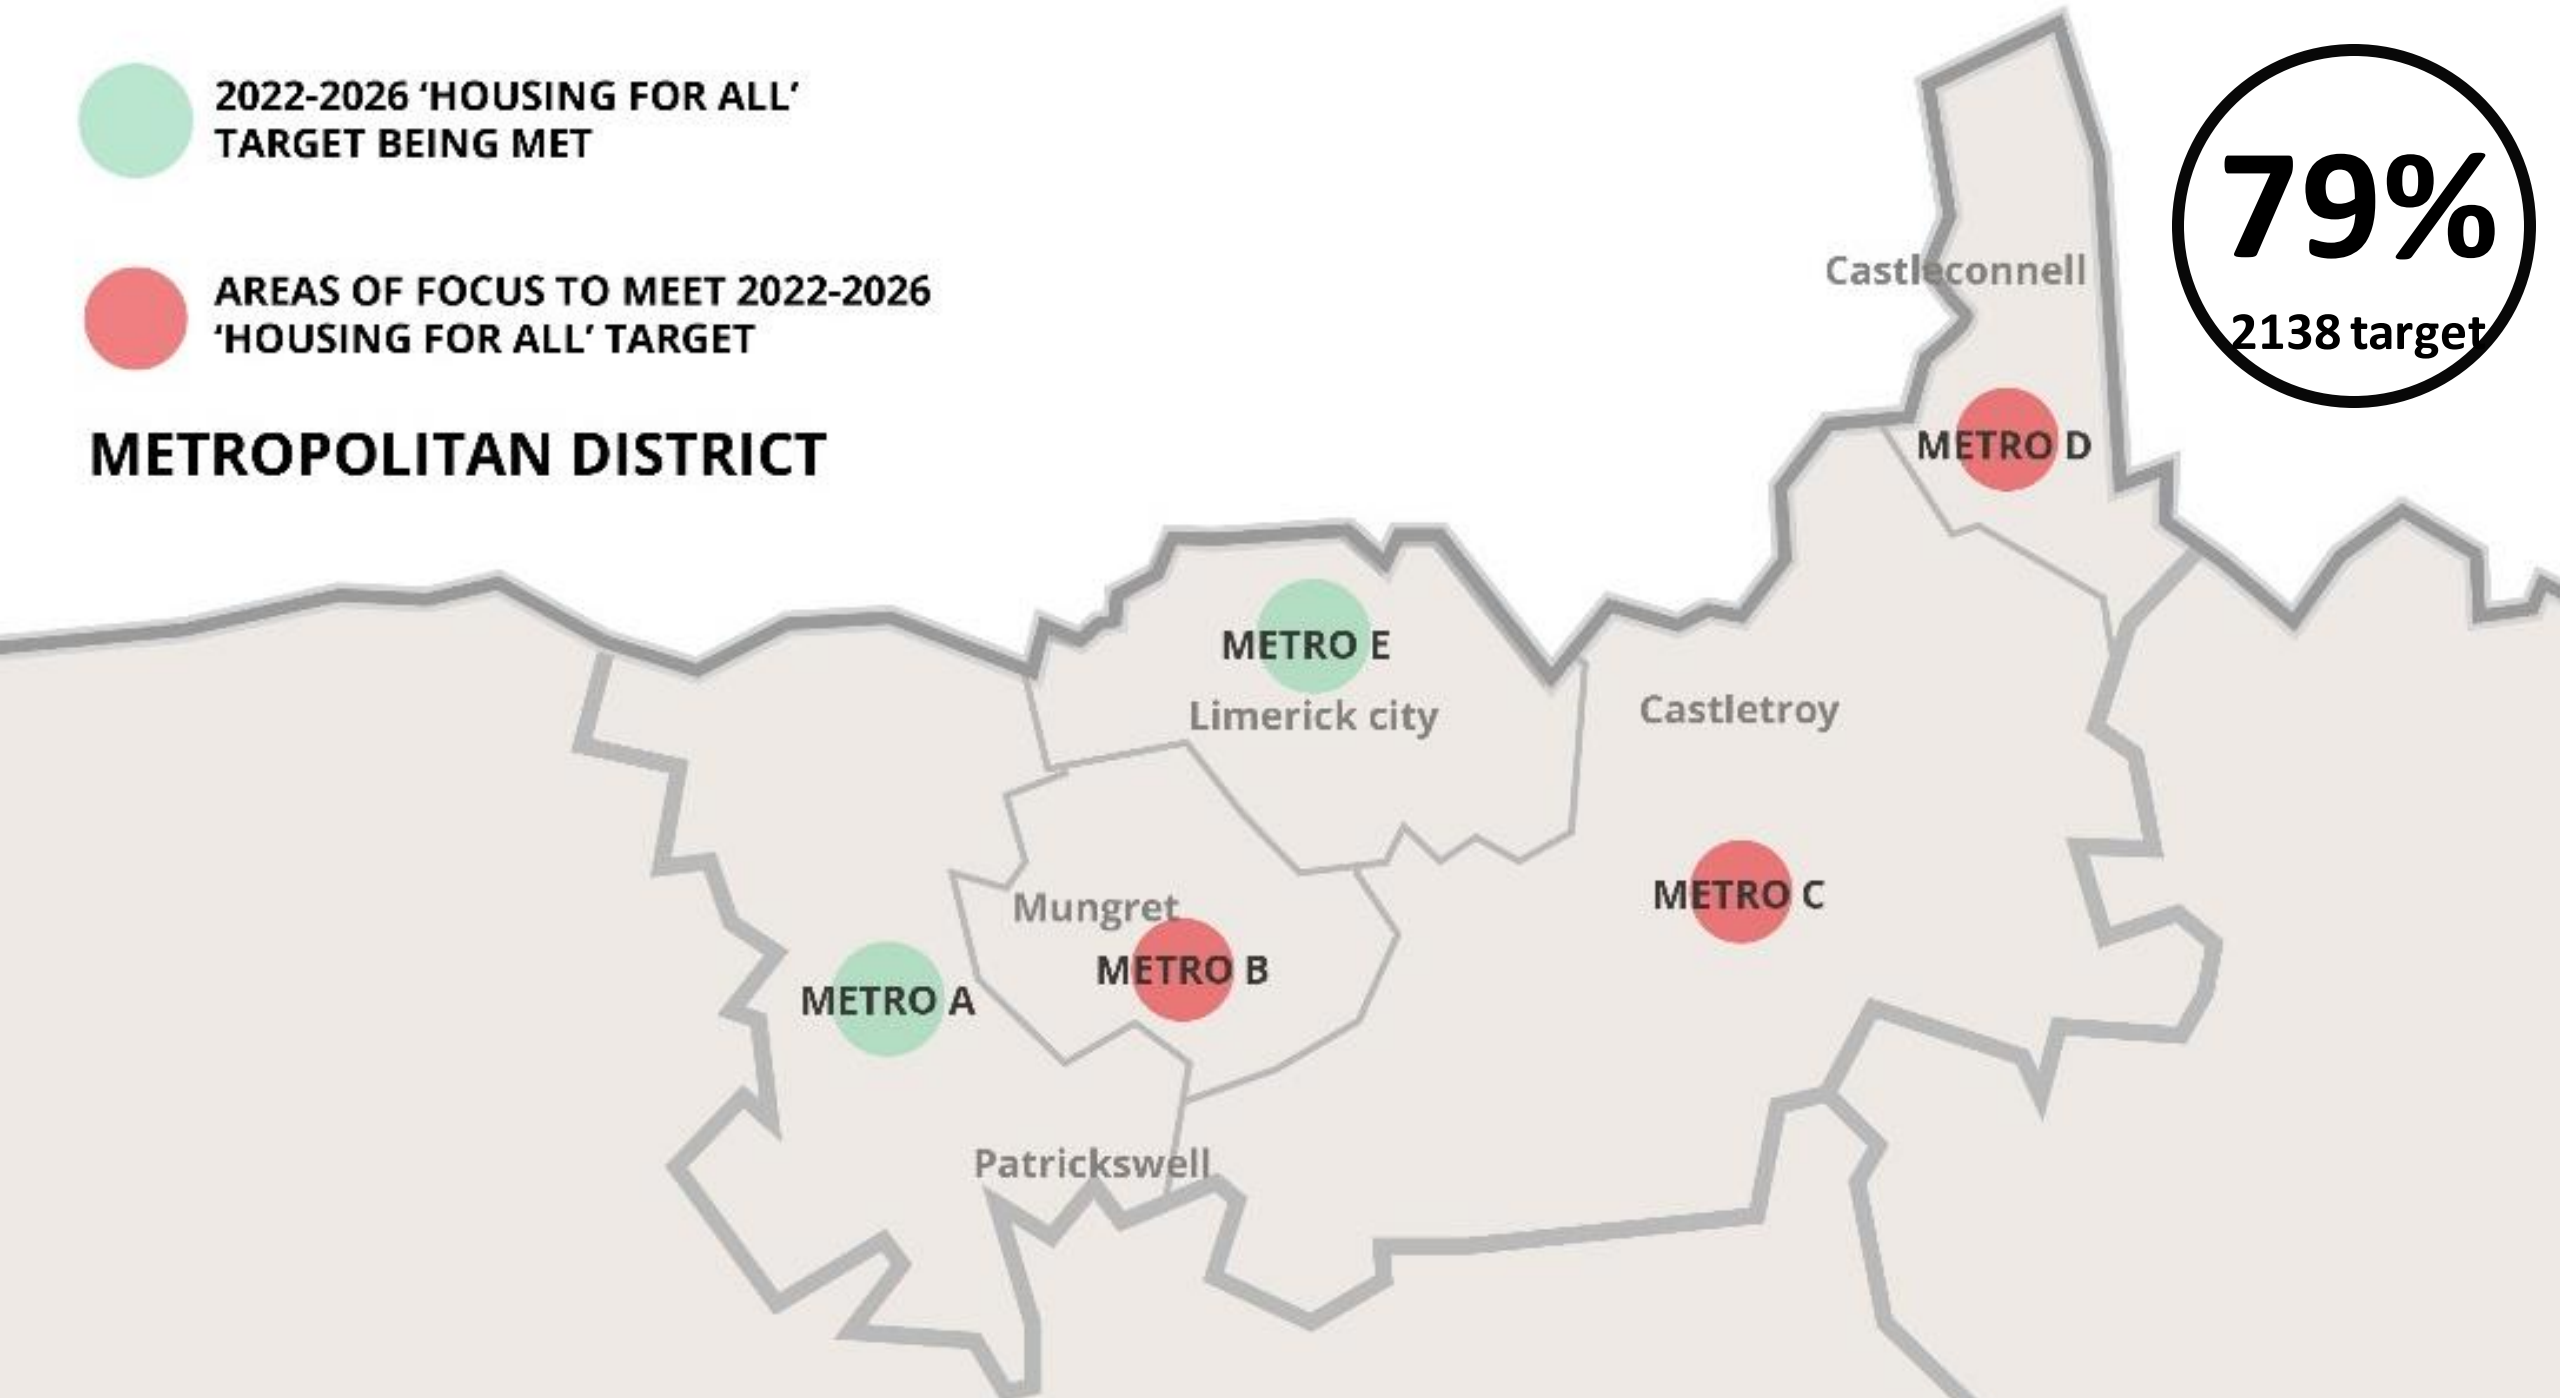 2022-2026 ‘HOUSING FOR ALL’
TARGET BEING MET
AREAS OF FOCUS TO MEET 2022-2026
‘HOUSING FOR ALL’ TARGET
METROPOLITAN DISTRICT
79%
2138 target
Castleconnell
METRO D
METRO E
Limerick city
Castletroy
METRO C
Mungret
METRO B
METRO A
Patrickswell